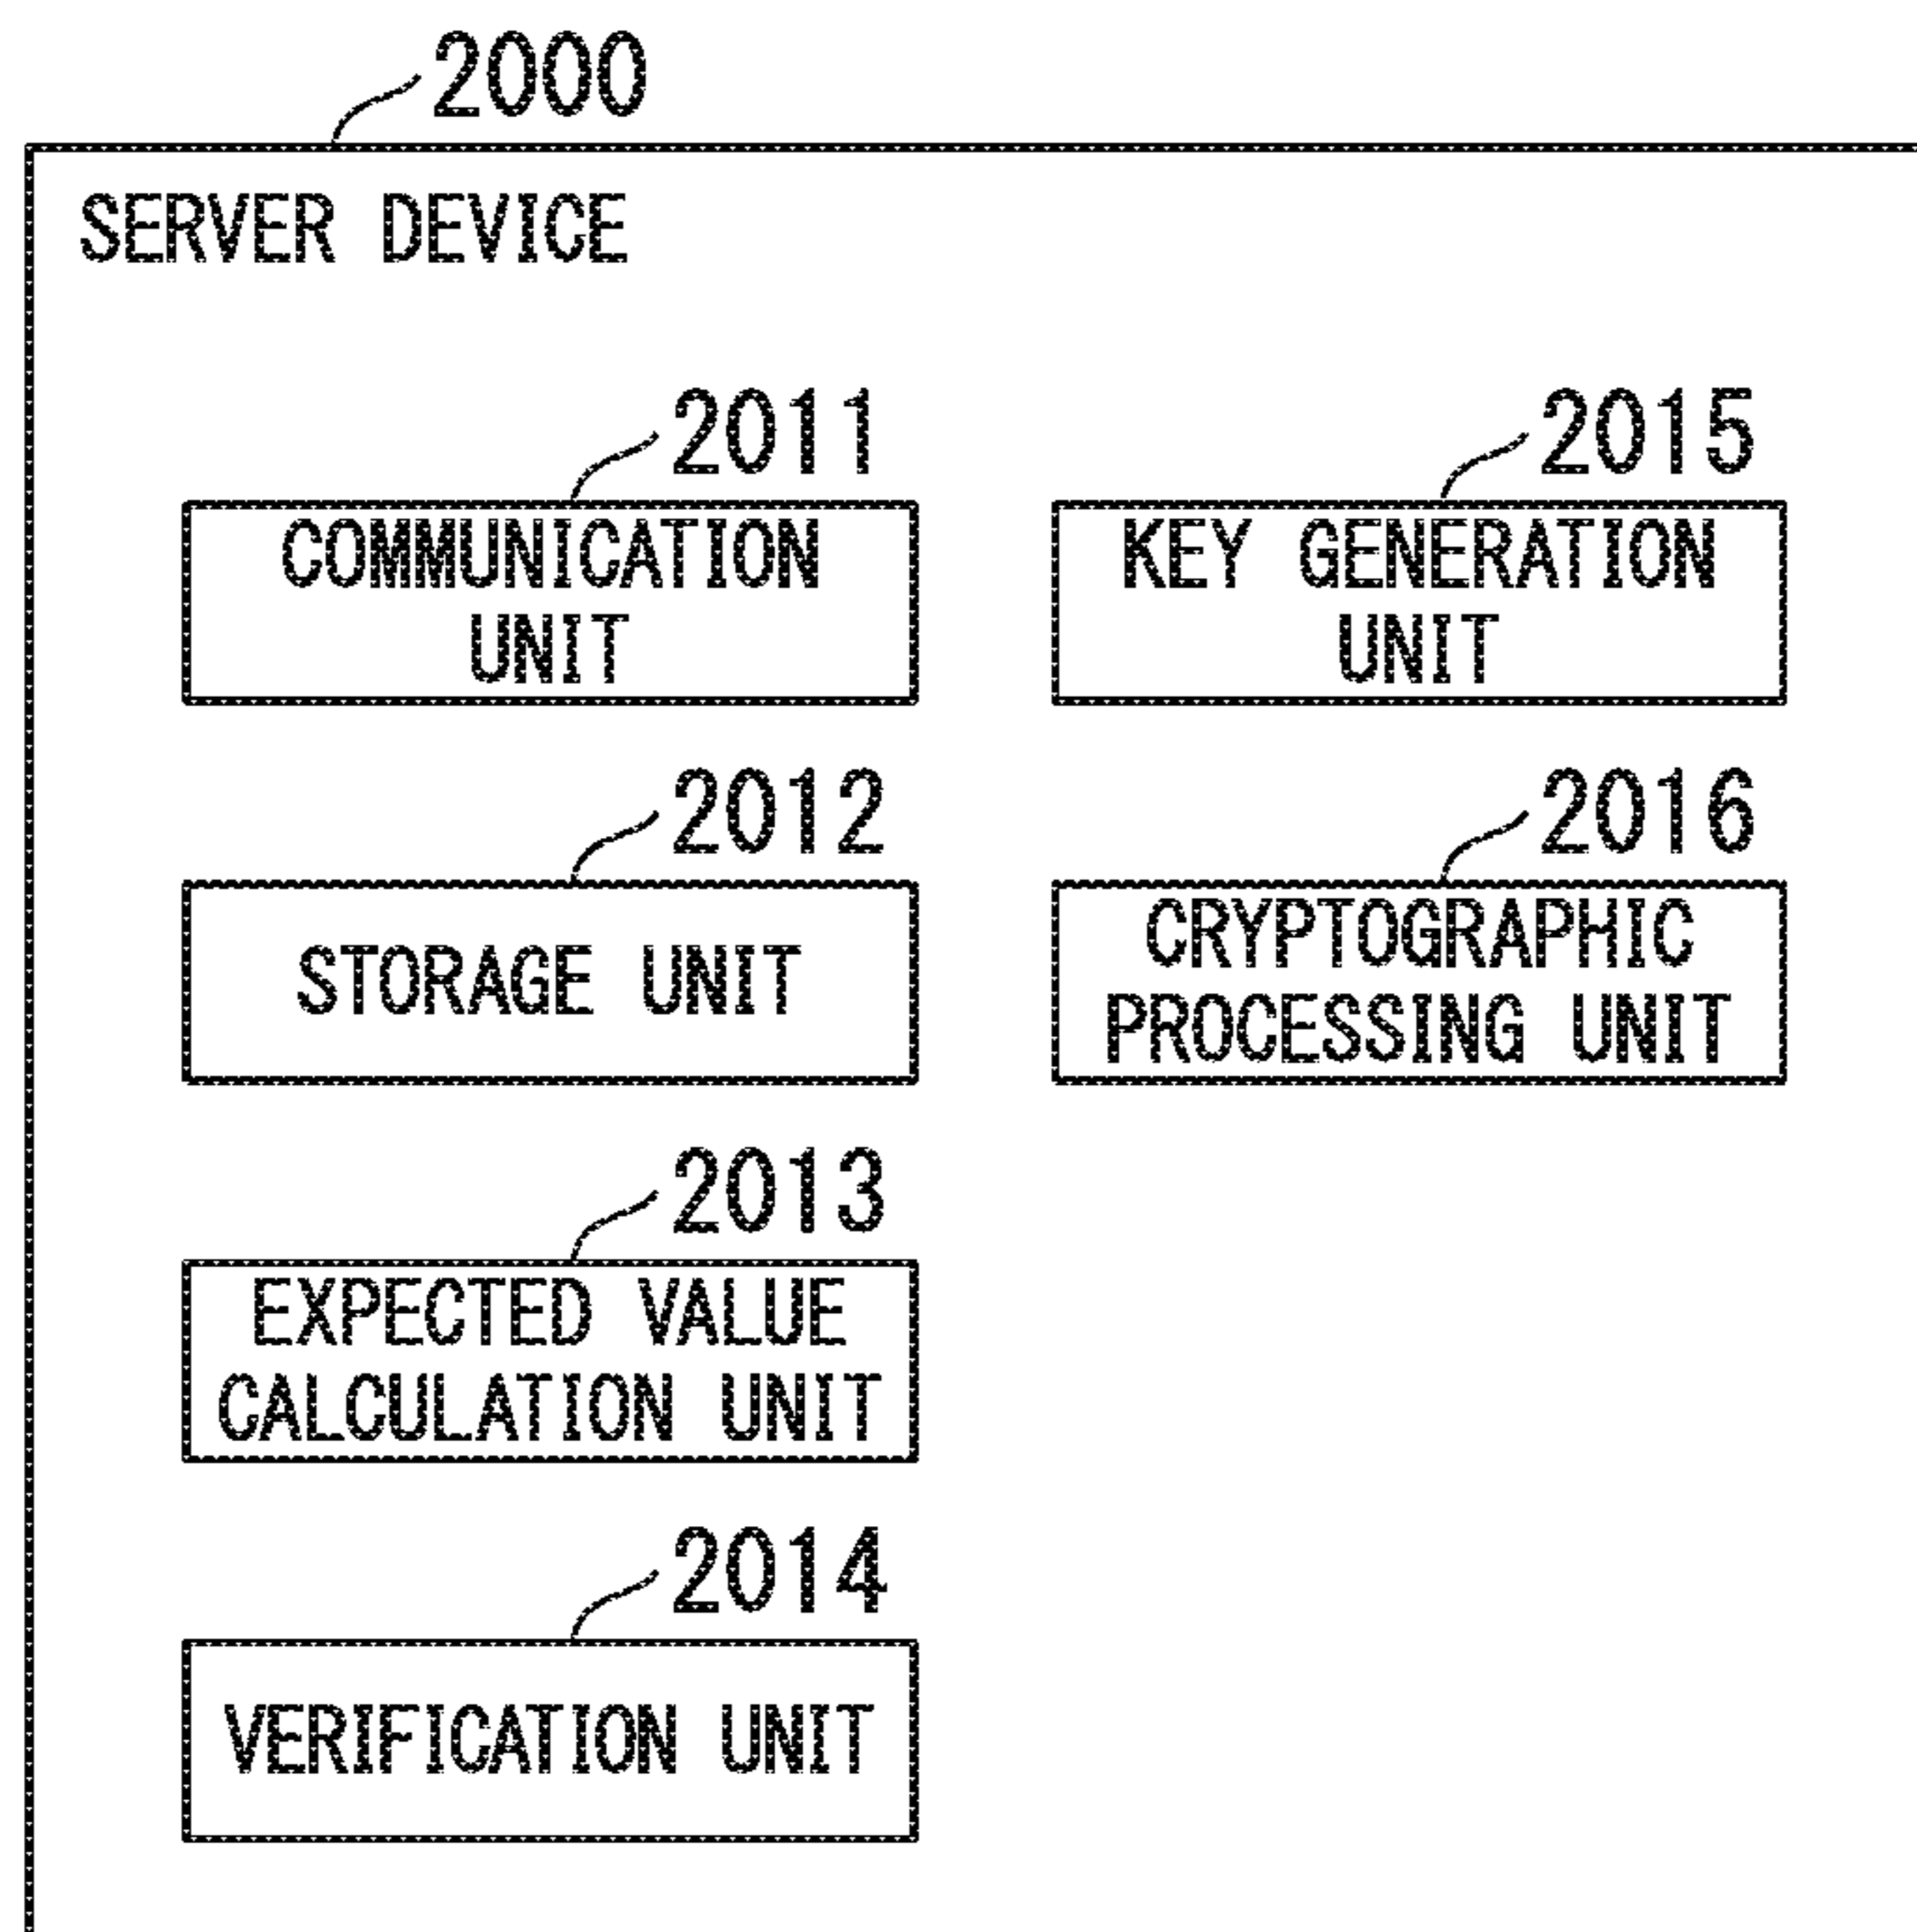 2000
SERVER DEVICE
2011
COMMUNICATION
UNIT
2012
STORAGE UNIT
2013
EXPECTED VALUE
CALCULATION UNIT
2014
VERIFICATION UNIT
2015
KEY GENERATION
UNIT
2016
CRYPTOGRAPHIC
PROCESSING UNIT